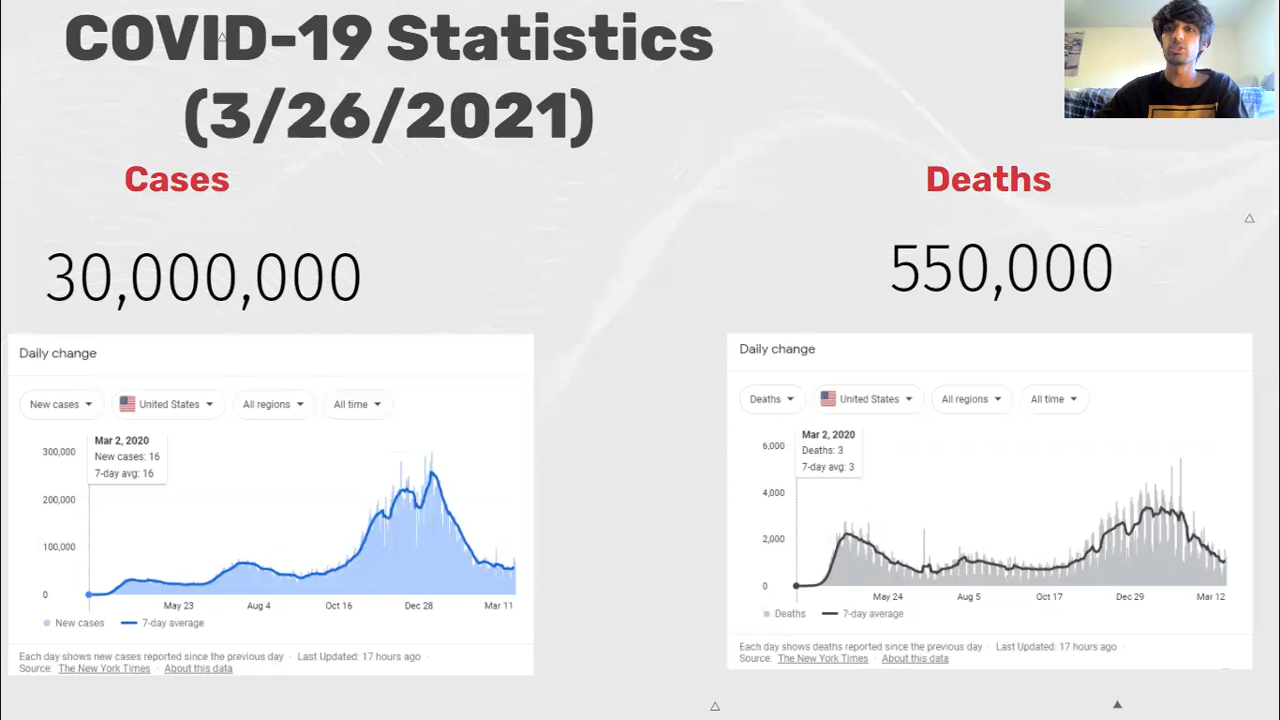 COVID-19 Statistics
(3/26/2021)
Cases
30,000,000
Daily change
New cases
United States
All regions
All time
Mar 2, 2020
New cases: 16
7-day avg: 16
300,000
200,000
100,000
0
May 23
Aug 4
Oct 16
Dec 28
Mar 11
New cases
7-day average
Each day shows new cases reported since the previous day · Last Updated: 17 hours ago ·
Source: The New York Times · About this data
Deaths
550,000
Daily change
Deaths
United States
All regions
All time
Mar 2, 2020
Deaths: 3
7-day avg: 3
6,000
4,000
2,000
0
May 24
Aug 5
Oct 17
Dec 29
Mar 12
Deaths
7-day average
Each day shows deaths reported since the previous day · Last Updated: 17 hours ago ·
Source: The New York Times · About this data